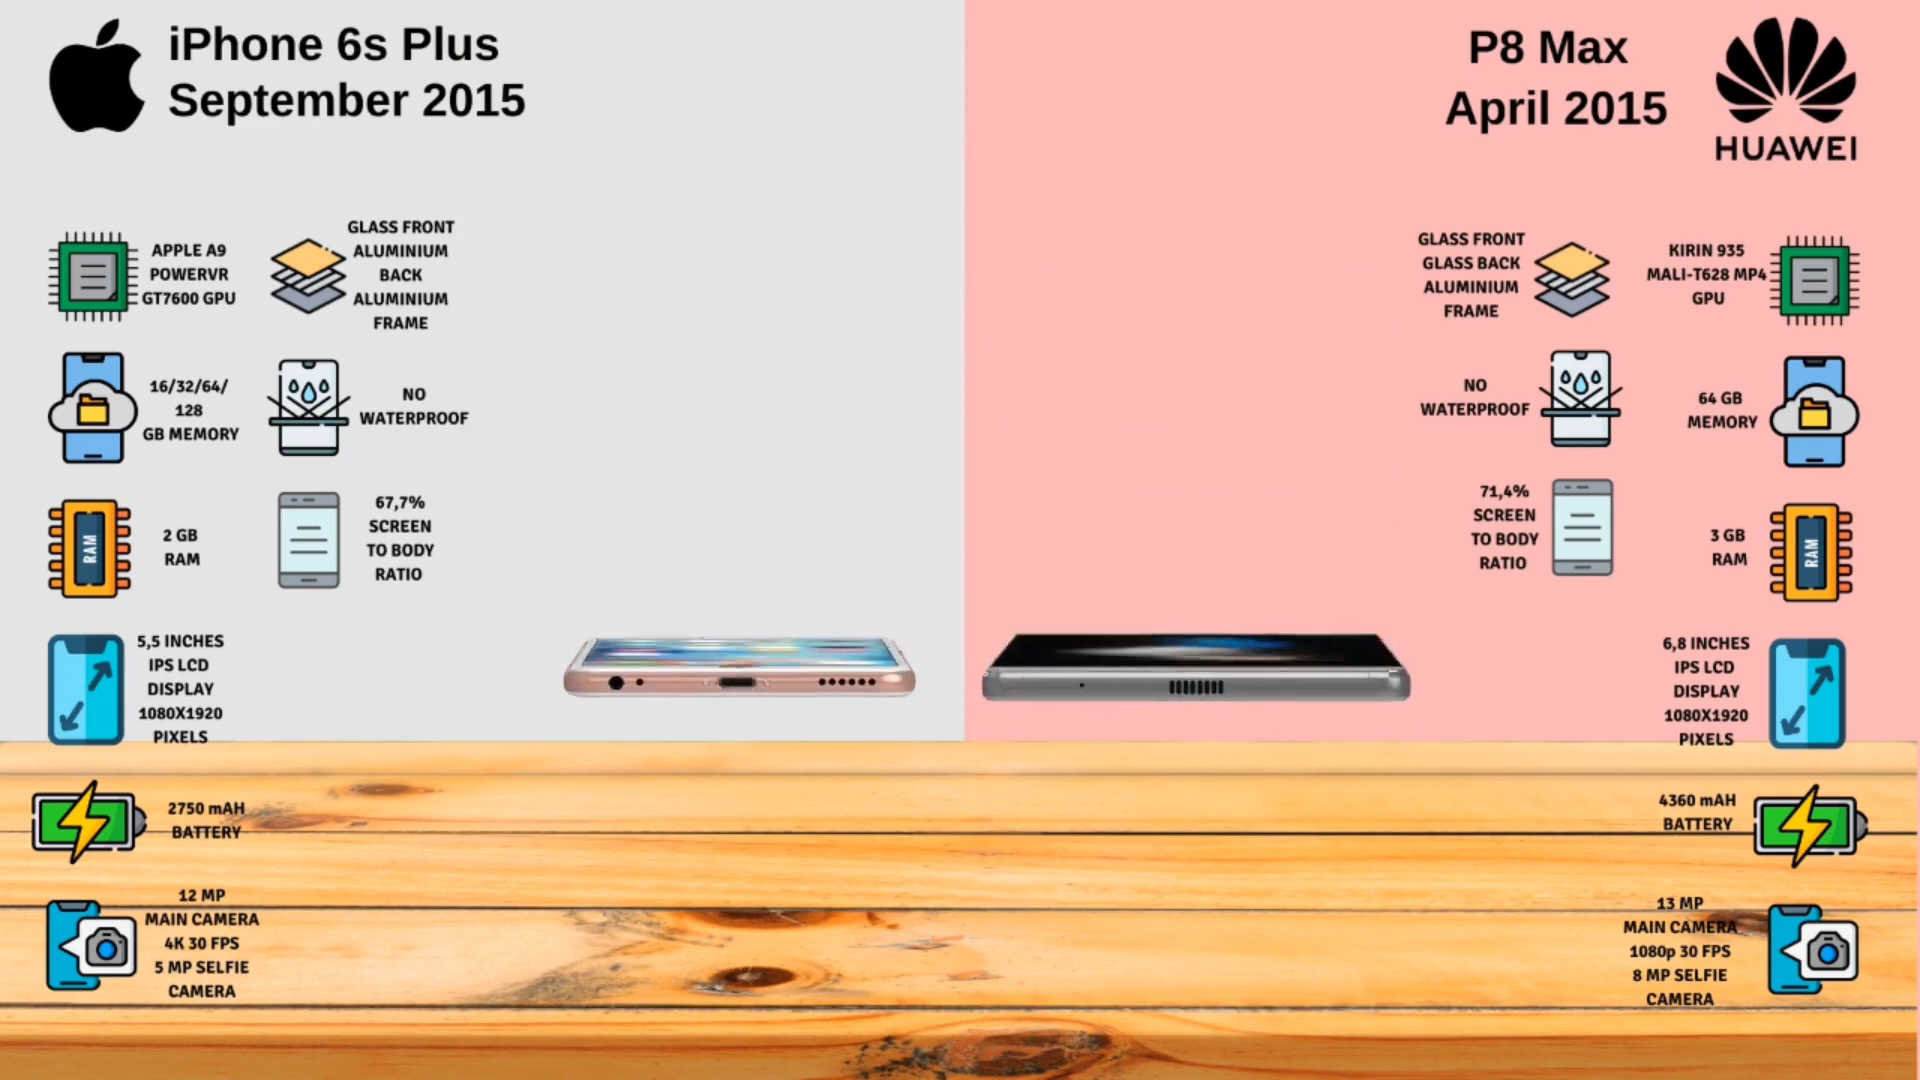 iPhone 6s Plus
September 2015
APPLE A9
POWERVR
GT7600 GPU
GLASS FRONT
ALUMINIUM
BACK
ALUMINIUM
FRAME
16/32/64/
128
GB MEMORY
NO
WATERPROOF
2 GB
RAM
RAM
67,7%
SCREEN
TO BODY
RATIO
5,5 INCHES
IPS LCD
DISPLAY
1080X1920
PIXELS
2750 mAH
BATTERY
12 MP
MAIN CAMERA
4K 30 FPS
5 MP SELFIE
CAMERA
P8 Max
April 2015
HUAWEI
GLASS FRONT
GLASS BACK
ALUMINIUM
FRAME
KIRIN 935
MALI-T628 MP4
GPU
NO
WATERPROOF
64 GB
MEMORY
71,4%
SCREEN
TO BODY
RATIO
3 GB
RAM
RAM
6,8 INCHES
IPS LCD
DISPLAY
1080X1920
PIXELS
4360 mAH
BATTERY
13 MP
MAIN CAMERA
1080p 30 FPS
8 MP SELFIE
CAMERA